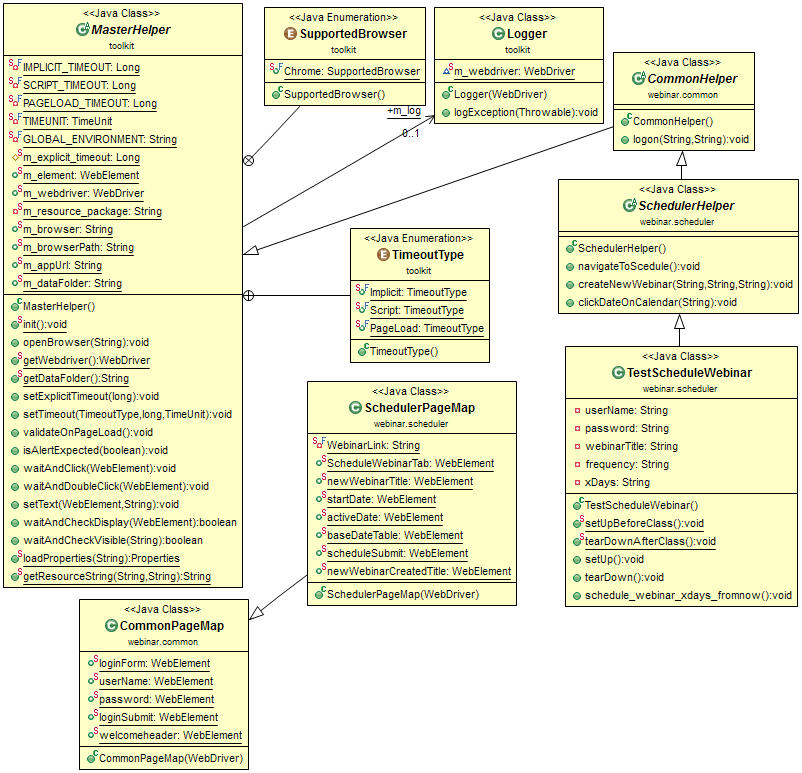 <<Java Class>>
MasterHelper
toolkit
IMPLICIT_TIMEOUT: Long
SCRIPT_TIMEOUT: Long
PAGELOAD_TIMEOUT: Long
TIMEUNIT: TimeUnit
GLOBAL_ENVIRONMENT: String
m_explicit_timeout: Long
m_element: WebElement
m_webdriver: WebDriver
m_resource_package: String
m_browser: String
m_browserPath: String
m_appUrl: String
m_dataFolder: String
MasterHelper()
init():void
openBrowser(String):void
getWebdriver():WebDriver
getDataFolder():String
setExplicitTimeout(long):void
setTimeout(TimeoutType,long,TimeUnit):void
validateOnPageLoad():void
isAlertExpected(boolean):void
waitAndClick(WebElement):void
waitAndDoubleClick(WebElement):void
setText(WebElement,String):void
waitAndCheckDisplay(WebElement):boolean
waitAndCheckVisible(String):boolean
loadProperties(String):Properties
getResourceString(String,String):String
<<Java Enumeration>>
SupportedBrowser
toolkit
Chrome: SupportedBrowser
SupportedBrowser()
<<Java Class>>
Logger
toolkit
m_webdriver: WebDriver
Logger(WebDriver)
logException(Throwable):void
+m_log
0..1
<<Java Class>>
CommonHelper
webinar.common
CommonHelper()
logon(String,String):void
<<Java Class>>
SchedulerHelper
webinar.scheduler
SchedulerHelper()
navigateToScedule():void
createNewWebinar(String,String,String):void
clickDateOnCalendar(String):void
<<Java Enumeration>>
TimeoutType
toolkit
Implicit: TimeoutType
Script: TimeoutType
PageLoad: TimeoutType
TimeoutType()
<<Java Class>>
TestScheduleWebinar
webinar.scheduler
userName: String
password: String
webinarTitle: String
frequency: String
xDays: String
TestScheduleWebinar()
setUpBeforeClass():void
tearDownAfterClass():void
setUp():void
tearDown():void
schedule_webinar_xdays_fromnow():void
<<Java Class>>
SchedulerPageMap
webinar.scheduler
WebinarLink: String
ScheduleWebinarTab: WebElement
newWebinarTitle: WebElement
startDate: WebElement
activeDate: WebElement
baseDateTable: WebElement
scheduleSubmit: WebElement
newWebinarCreatedTitle: WebElement
SchedulerPageMap(WebDriver)
<<Java Class>>
CommonPageMap
webinar.common
loginForm: WebElement
userName: WebElement
password: WebElement
loginSubmit: WebElement
welcomeheader: WebElement
CommonPageMap(WebDriver)